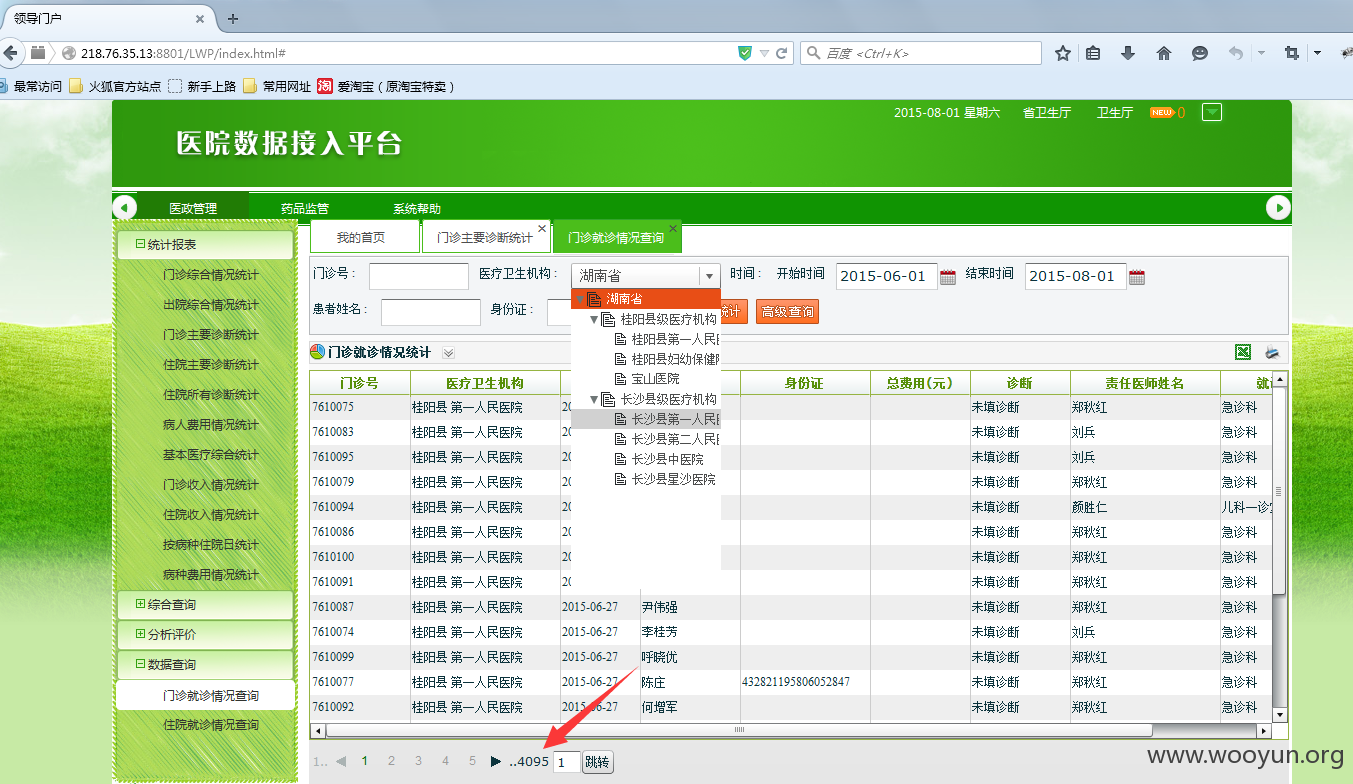 领导门户
218.76.35.13:8801/LWP/index.html#
百度 <Ctrl+K>
最常访问 火狐官方站点 新手上路 常用网址 淘 爱淘宝（原淘宝特卖）
2015-08-01 星期六 省卫生厅 卫生厅 NEW 0
医院数据接入平台
医政管理 药品监管 系统帮助
统计报表
门诊综合情况统计
出院综合情况统计
门诊主要诊断统计
住院主要诊断统计
住院所有诊断统计
病人费用情况统计
基本医疗综合统计
门诊收入情况统计
住院收入情况统计
按病种住院日统计
病种费用情况统计
综合查询
分析评价
数据查询
门诊就诊情况查询
住院就诊情况查询
我的首页 门诊主要诊断统计 门诊就诊情况查询
门诊号： 医疗卫生机构： 湖南省 时间： 开始时间 2015-06-01 结束时间 2015-08-01
患者姓名： 身份证： 统计 高级查询
湖南省
桂阳县级医疗机构
桂阳县第一人民
桂阳县妇幼保健
宝山医院
长沙县级医疗机构
长沙县第一人民
长沙县第二人民
长沙县中医院
长沙县星沙医院
门诊就诊情况统计
门诊号 医疗卫生机构 身份证 总费用(元) 诊断 责任医师姓名 就
7610075 桂阳县 第一人民医院 20 未填诊断 郑秋红 急诊科
7610083 桂阳县 第一人民医院 20 未填诊断 刘兵 急诊科
7610095 桂阳县 第一人民医院 20 未填诊断 刘兵 急诊科
7610079 桂阳县 第一人民医院 20 未填诊断 郑秋红 急诊科
7610094 桂阳县 第一人民医院 20 未填诊断 颜胜仁 儿科一诊
7610086 桂阳县 第一人民医院 20 未填诊断 郑秋红 急诊科
7610100 桂阳县 第一人民医院 20 未填诊断 郑秋红 急诊科
7610091 桂阳县 第一人民医院 20 未填诊断 郑秋红 急诊科
7610087 桂阳县 第一人民医院 2015-06-27 尹伟强 未填诊断 郑秋红 急诊科
7610074 桂阳县 第一人民医院 2015-06-27 李桂芳 未填诊断 刘兵 急诊科
7610099 桂阳县 第一人民医院 2015-06-27 呼晓优 未填诊断 郑秋红 急诊科
7610077 桂阳县 第一人民医院 2015-06-27 陈庄 432821195806052847 未填诊断 郑秋红 急诊科
7610092 桂阳县 第一人民医院 2015-06-27 何增军 未填诊断 郑秋红 急诊科
1.. 1 2 3 4 5 ..4095 1 跳转
www.wooyun.org